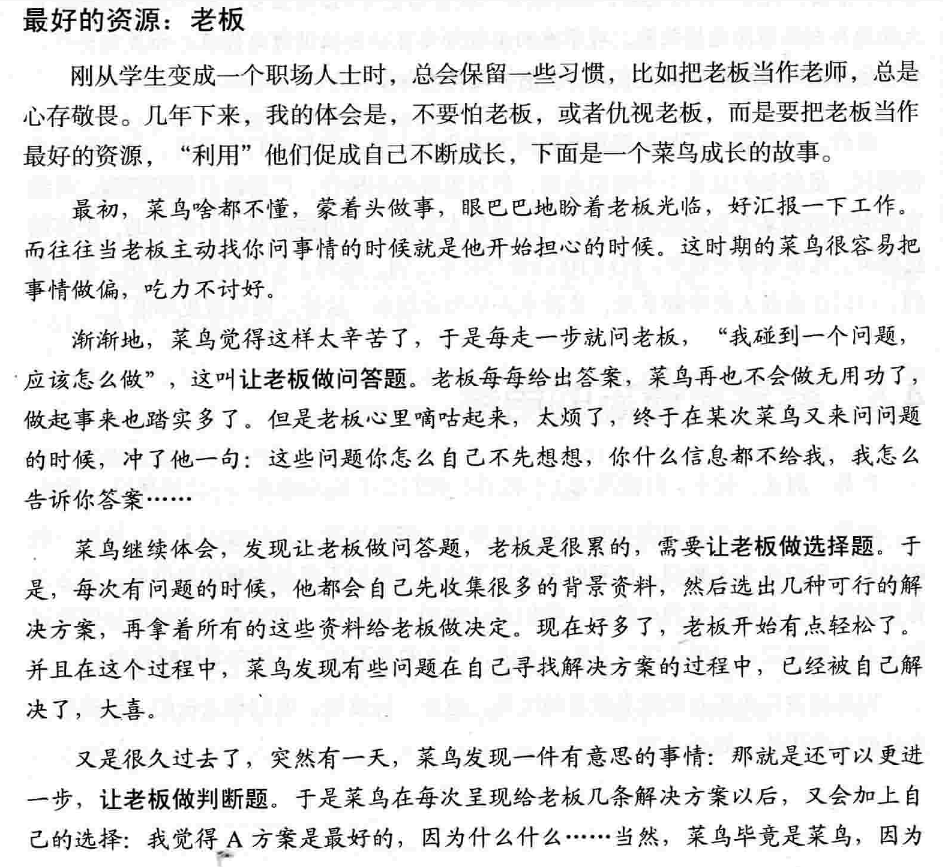 最好的资源：老板
刚从学生变成一个职场人士时，总会保留一些习惯，比如把老板当作老师，总是
心存敬畏。几年下来，我的体会是，不要怕老板，或者仇视老板，而是要把老板当作
最好的资源，“利用”他们促成自己不断成长，下面是一个菜鸟成长的故事。
最初，菜鸟啥都不懂，蒙着头做事，眼巴巴地盼着老板光临，好汇报一下工作。
而往往当老板主动找你问事情的时候就是他开始担心的时候。这时期的菜鸟很容易把
事情做偏，吃力不讨好。
渐渐地，菜鸟觉得这样太辛苦了，于是每走一步就问老板，“我碰到一个问题，
应该怎么做”，这叫让老板做问答题。老板每每给出答案，菜鸟再也不会做无用功了，
做起事来也踏实多了。但是老板心里嘀咕起来，太烦了，终于在某次菜鸟又来问问题
的时候，冲了他一句：这些问题你怎么自己不先想想，你什么信息都不给我，我怎么
告诉你答案……
菜鸟继续体会，发现让老板做问答题，老板是很累的，需要让老板做选择题。于
是，每次有问题的时候，他都会自己先收集很多的背景资料，然后选出几种可行的解
决方案，再拿着所有的这些资料给老板做决定。现在好多了，老板开始有点轻松了。
并且在这个过程中，菜鸟发现有些问题在自己寻找解决方案的过程中，已经被自己解
决了，大喜。
又是很久过去了，突然有一天，菜鸟发现一件有意思的事情：那就是还可以更进
一步，让老板做判断题。于是菜鸟在每次呈现给老板几条解决方案以后，又会加上自
己的选择：我觉得 A 方案是最好的，因为什么什么……当然，菜鸟毕竟是菜鸟，因为